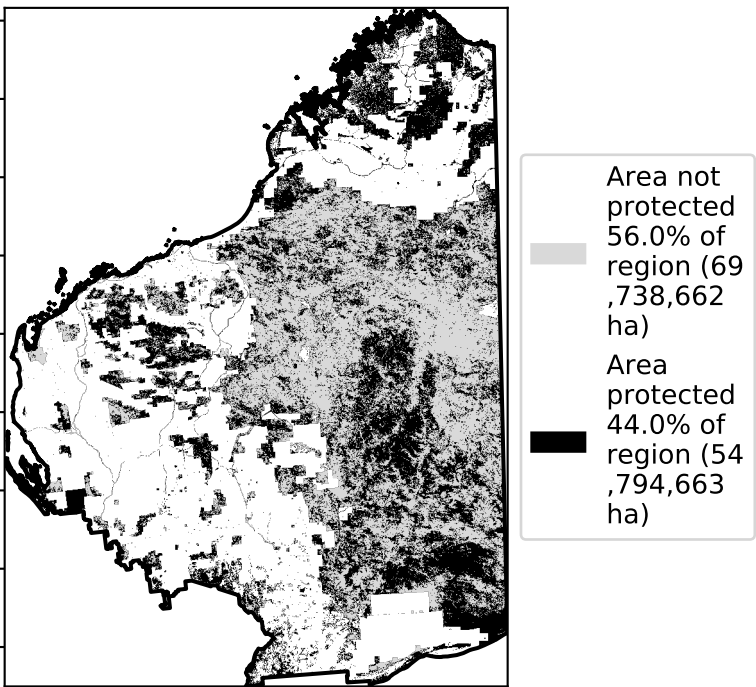 Area not
protected
56.0% of
region (69
,738,662
ha)
Area
protected
44.0% of
region (54
,794,663
ha)